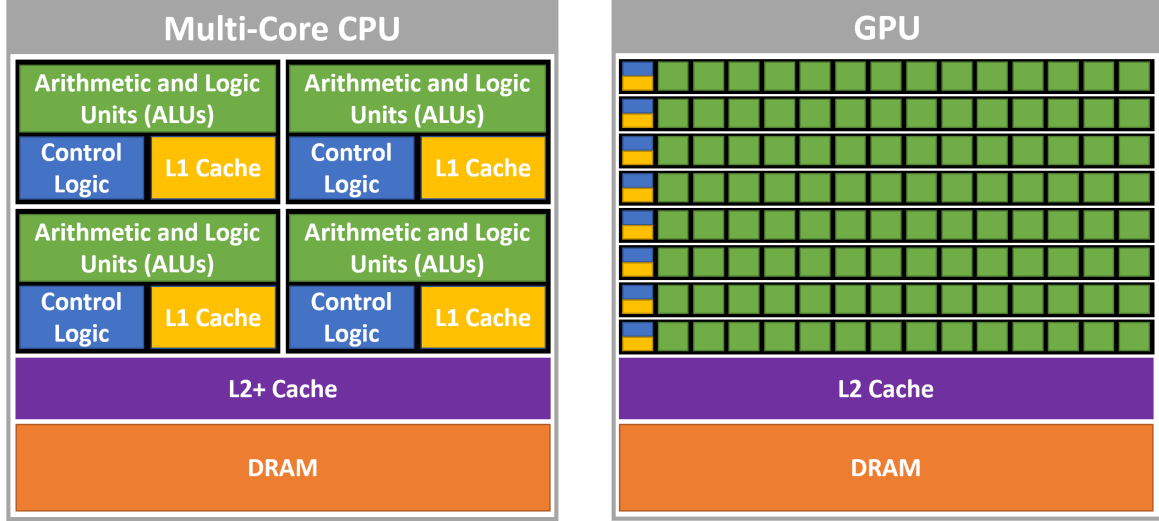 Multi-Core CPU
Arithmetic and Logic
Units (ALUs)
Control
Logic
L1 Cache
Arithmetic and Logic
Units (ALUs)
Control
Logic
L1 Cache
Arithmetic and Logic
Units (ALUs)
Control
Logic
L1 Cache
Arithmetic and Logic
Units (ALUs)
Control
Logic
L1 Cache
L2+ Cache
DRAM
GPU
L2 Cache
DRAM